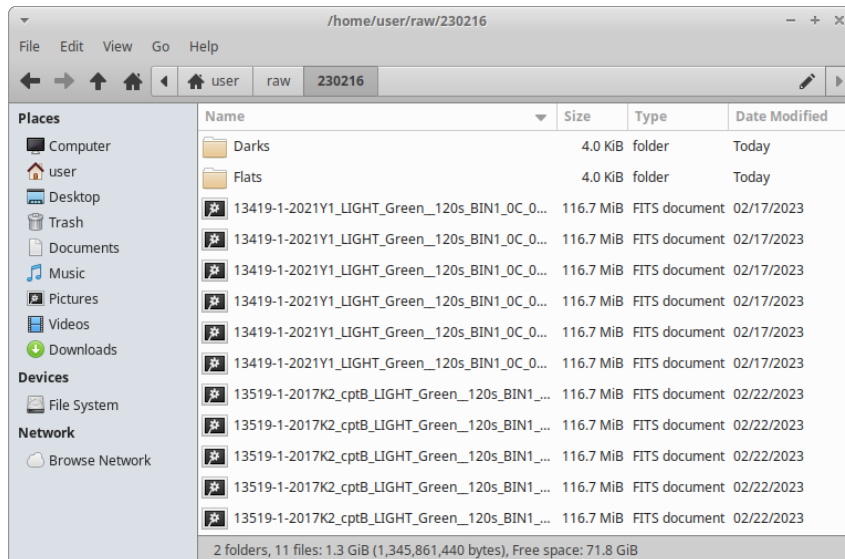 /home/user/raw/230216
File Edit View Go Help
user raw 230216
Places
Computer
user
Desktop
Trash
Documents
Music
Pictures
Videos
Downloads
Devices
File System
Network
Browse Network
Name Size Type Date Modified
Darks 4.0 KiB folder Today
Flats 4.0 KiB folder Today
13419-1-2021Y1_LIGHT_Green__120s_BIN1_0C_0... 116.7 MiB FITS document 02/17/2023
13419-1-2021Y1_LIGHT_Green__120s_BIN1_0C_0... 116.7 MiB FITS document 02/17/2023
13419-1-2021Y1_LIGHT_Green__120s_BIN1_0C_0... 116.7 MiB FITS document 02/17/2023
13419-1-2021Y1_LIGHT_Green__120s_BIN1_0C_0... 116.7 MiB FITS document 02/17/2023
13419-1-2021Y1_LIGHT_Green__120s_BIN1_0C_0... 116.7 MiB FITS document 02/17/2023
13419-1-2021Y1_LIGHT_Green__120s_BIN1_0C_0... 116.7 MiB FITS document 02/17/2023
13519-1-2017K2_cptB_LIGHT_Green__120s_BIN1_... 116.7 MiB FITS document 02/22/2023
13519-1-2017K2_cptB_LIGHT_Green__120s_BIN1_... 116.7 MiB FITS document 02/22/2023
13519-1-2017K2_cptB_LIGHT_Green__120s_BIN1_... 116.7 MiB FITS document 02/22/2023
13519-1-2017K2_cptB_LIGHT_Green__120s_BIN1_... 116.7 MiB FITS document 02/22/2023
13519-1-2017K2_cptB_LIGHT_Green__120s_BIN1_... 116.7 MiB FITS document 02/22/2023
2 folders, 11 files: 1.3 GiB (1,345,861,440 bytes), Free space: 71.8 GiB